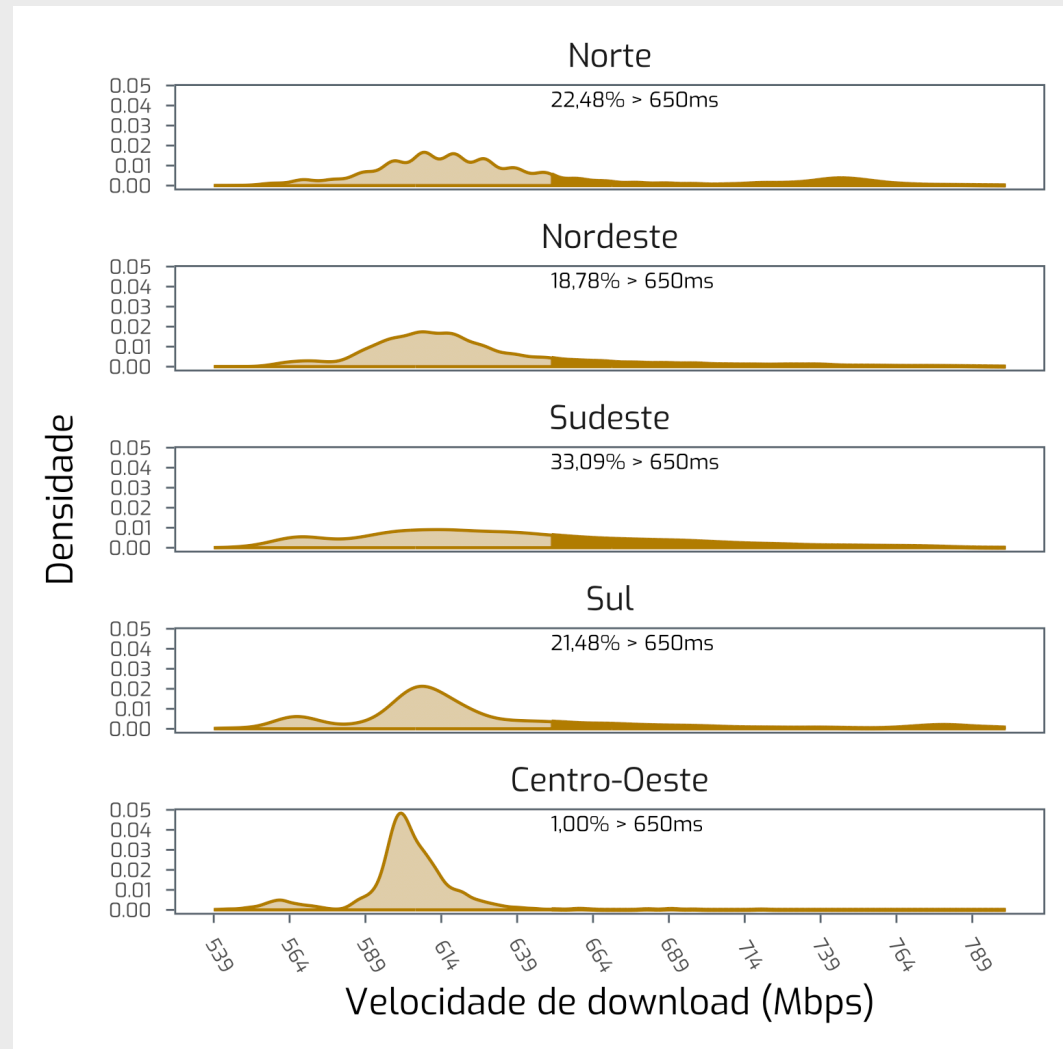 Norte
22,48% > 650ms
0.05
0.04
0.03
0.02
0.01
0.00
Nordeste
18,78% > 650ms
0.05
0.04
0.03
0.02
0.01
0.00
Sudeste
33,09% > 650ms
0.05
0.04
0.03
0.02
0.01
0.00
Sul
21,48% > 650ms
0.05
0.04
0.03
0.02
0.01
0.00
Centro-Oeste
1,00% > 650ms
0.05
0.04
0.03
0.02
0.01
0.00
Densidade
539 564 589 614 639 664 689 714 739 764 789
Velocidade de download (Mbps)